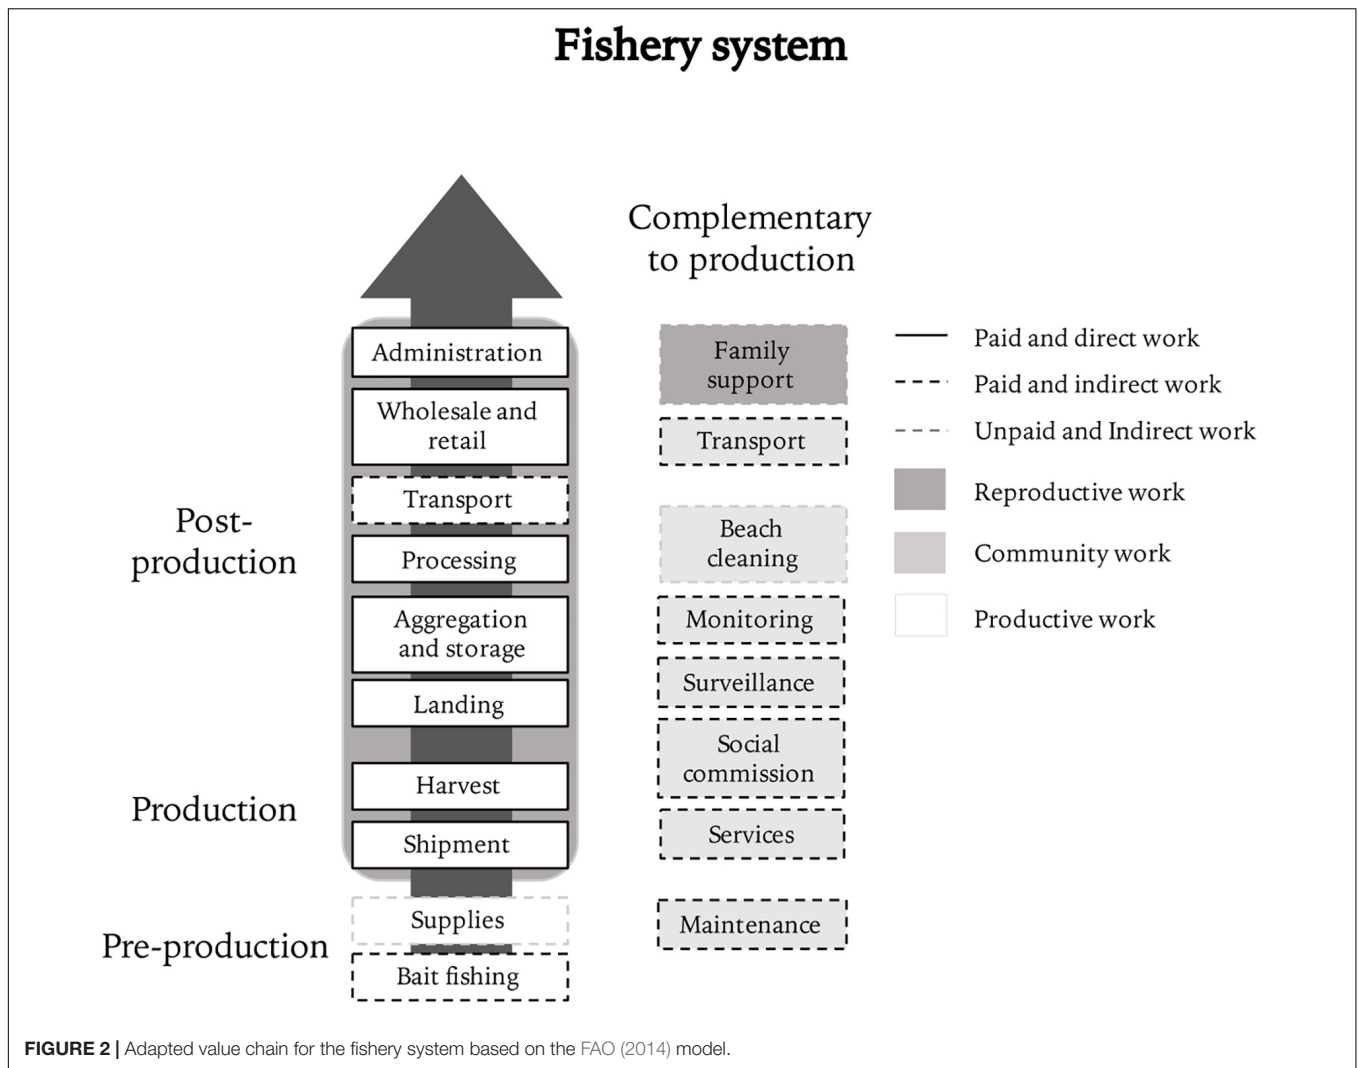 Fishery system
Complementary
to production
Administration
Wholesale and
retail
Transport
Processing
Aggregation
and storage
Landing
Harvest
Shipment
Supplies
Bait fishing
Post-
production
Production
Pre-production
Family
support
Transport
Beach
cleaning
Monitoring
Surveillance
Social
commission
Services
Maintenance
Paid and direct work
Paid and indirect work
Unpaid and Indirect work
Reproductive work
Community work
Productive work
FIGURE 2 | Adapted value chain for the fishery system based on the FAO (2014) model.